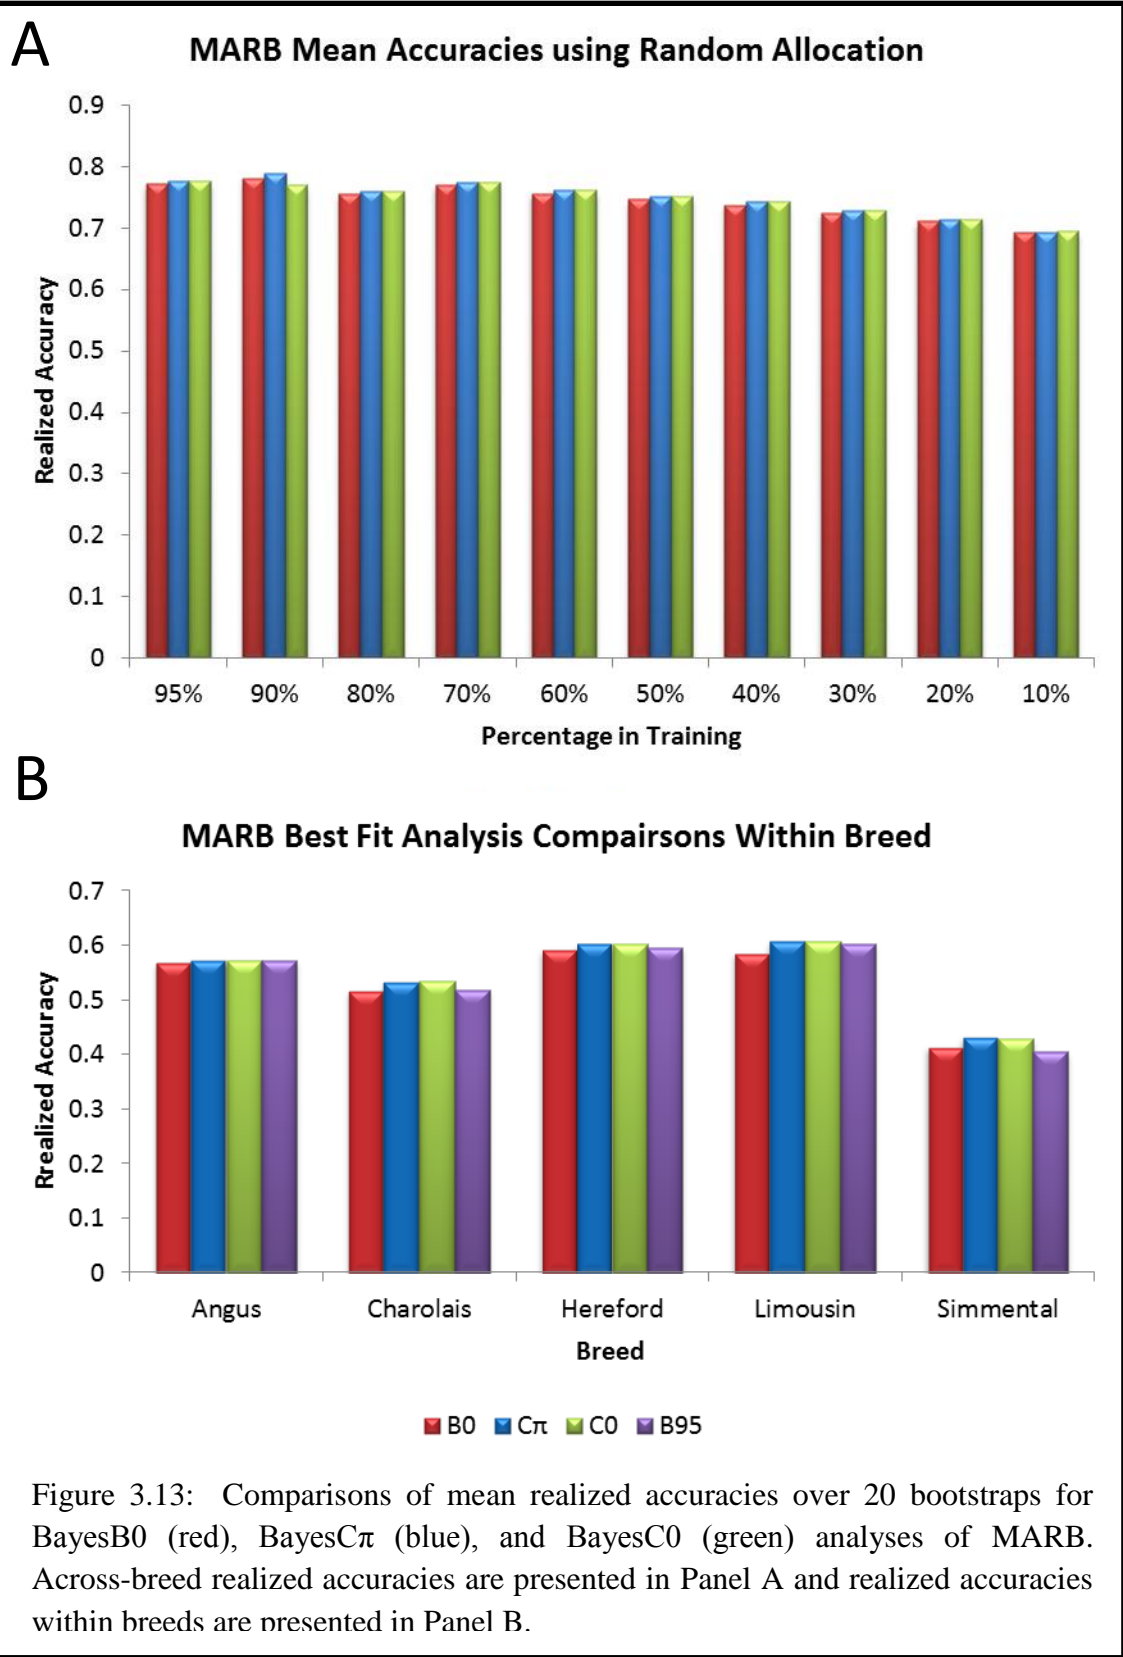 A
MARB Mean Accuracies using Random Allocation
0.9
0.8
0.7
0.6
0.5
0.4
0.3
0.2
0.1
0
Realized Accuracy
95% 90% 80% 70% 60% 50% 40% 30% 20% 10%
Percentage in Training
B
MARB Best Fit Analysis Compairsons Within Breed
0.7
0.6
0.5
0.4
0.3
0.2
0.1
0
Rrealized Accuracy
Angus Charolais Hereford Limousin Simmental
Breed
B0 Cπ C0 B95
Figure 3.13: Comparisons of mean realized accuracies over 20 bootstraps for
BayesB0 (red), BayesCπ (blue), and BayesC0 (green) analyses of MARB.
Across-breed realized accuracies are presented in Panel A and realized accuracies
within breeds are presented in Panel B.